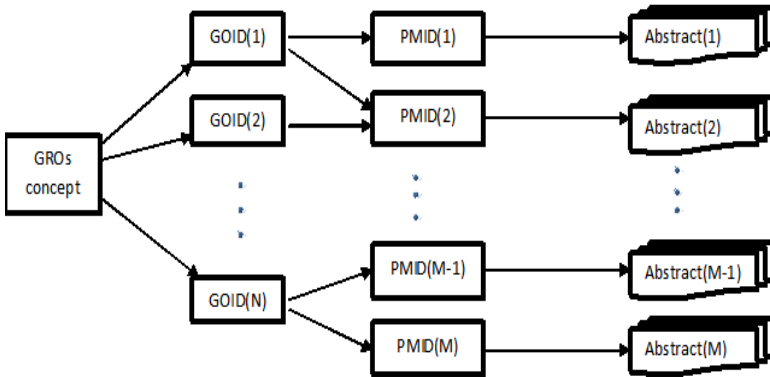 GOID(1)
PMID(1)
Abstract(1)
GOID(2)
PMID(2)
Abstract(2)
GROs
concept
GOID(N)
PMID(M-1)
Abstract(M-1)
PMID(M)
Abstract(M)